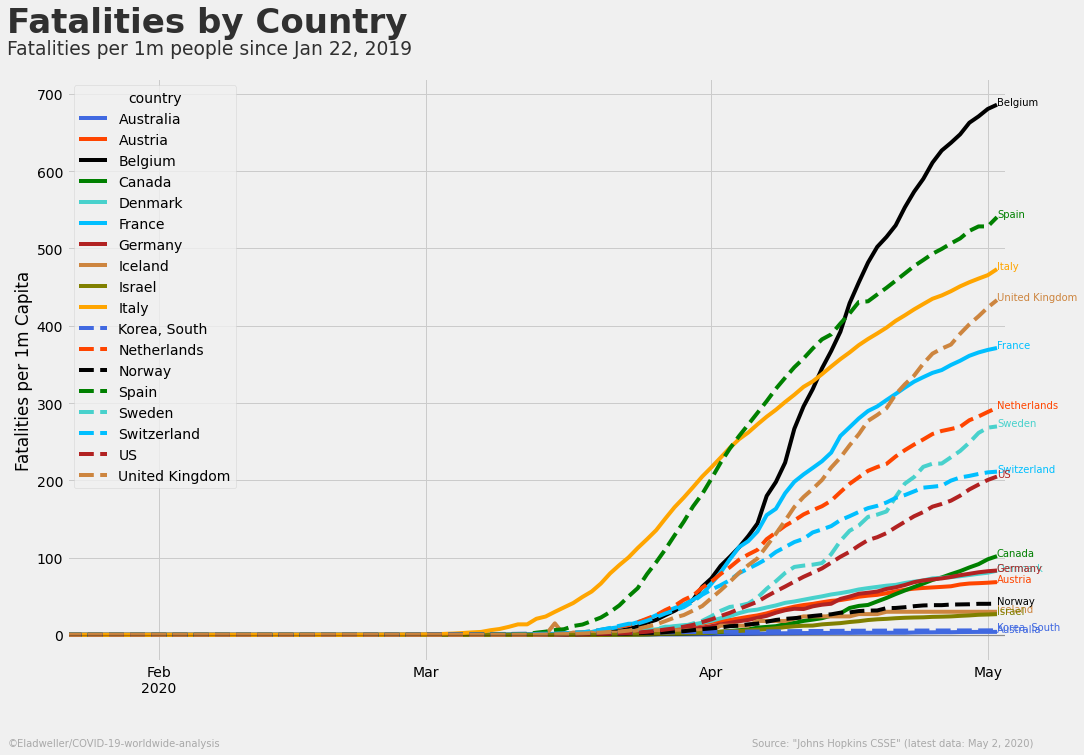 Fatalities by Country
Fatalities per 1m people since Jan 22, 2019
Fatalities per 1m Capita
700
600
500
400
300
200
100
0
country
Australia
Austria
Belgium
Canada
Denmark
France
Germany
Iceland
Israel
Italy
Korea, South
Netherlands
Norway
Spain
Sweden
Switzerland
US
United Kingdom
Belgium
Spain
Italy
United Kingdom
France
Netherlands
Sweden
Switzerland
US
Canada
Germany
Austria
Norway
Iceland
Israel
Korea, South
Australia
Feb
2020
Mar
Apr
May
©Eladweller/COVID-19-worldwide-analysis
Source: "Johns Hopkins CSSE" (latest data: May 2, 2020)